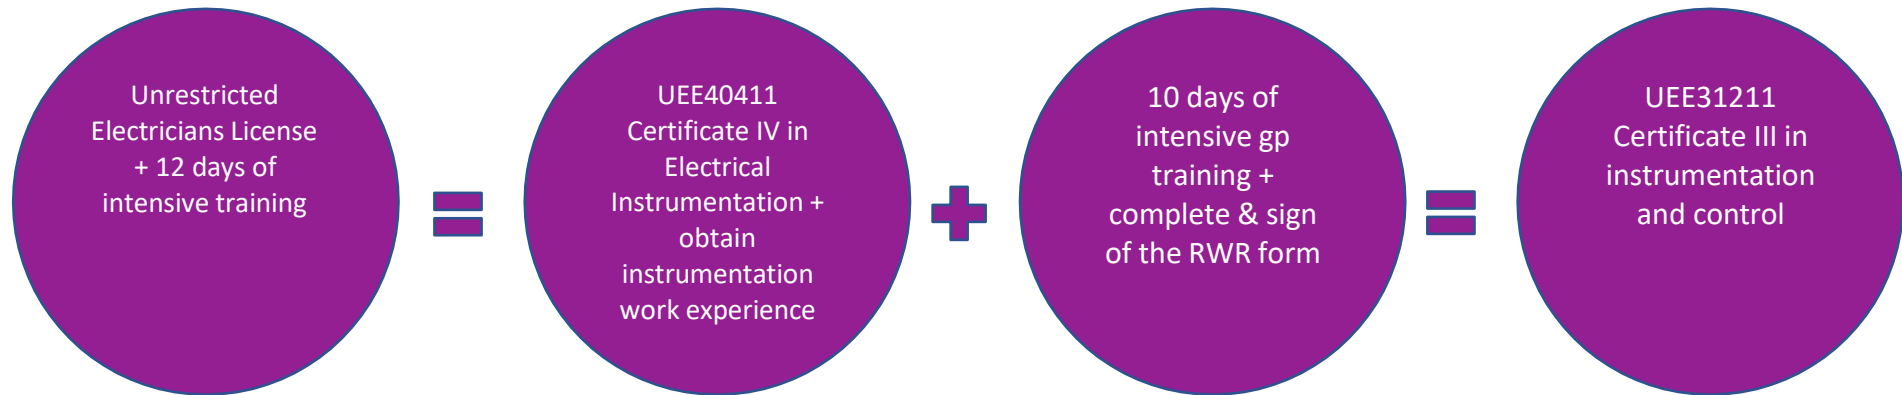 Unrestricted
Electricians License
+ 12 days of
intensive training
UEE40411
Certificate IV in
Electrical
Instrumentation +
obtain
instrumentation
work experience
10 days of
intensive gp
training +
complete & sign
of the RWR form
UEE31211
Certificate III in
instrumentation
and control